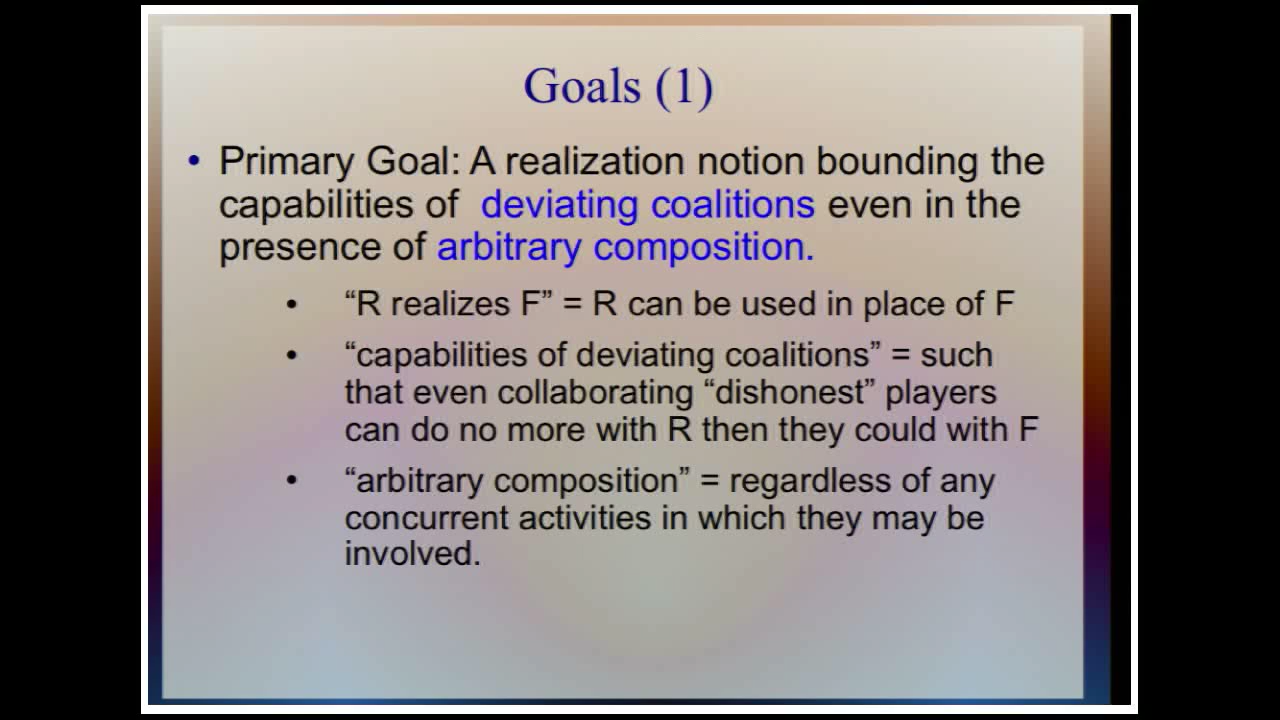 Goals (1)
• Primary Goal: A realization notion bounding the
capabilities of deviating coalitions even in the
presence of arbitrary composition.
• “R realizes F” = R can be used in place of F
• “capabilities of deviating coalitions” = such
that even collaborating “dishonest” players
can do no more with R then they could with F
• “arbitrary composition” = regardless of any
concurrent activities in which they may be
involved.